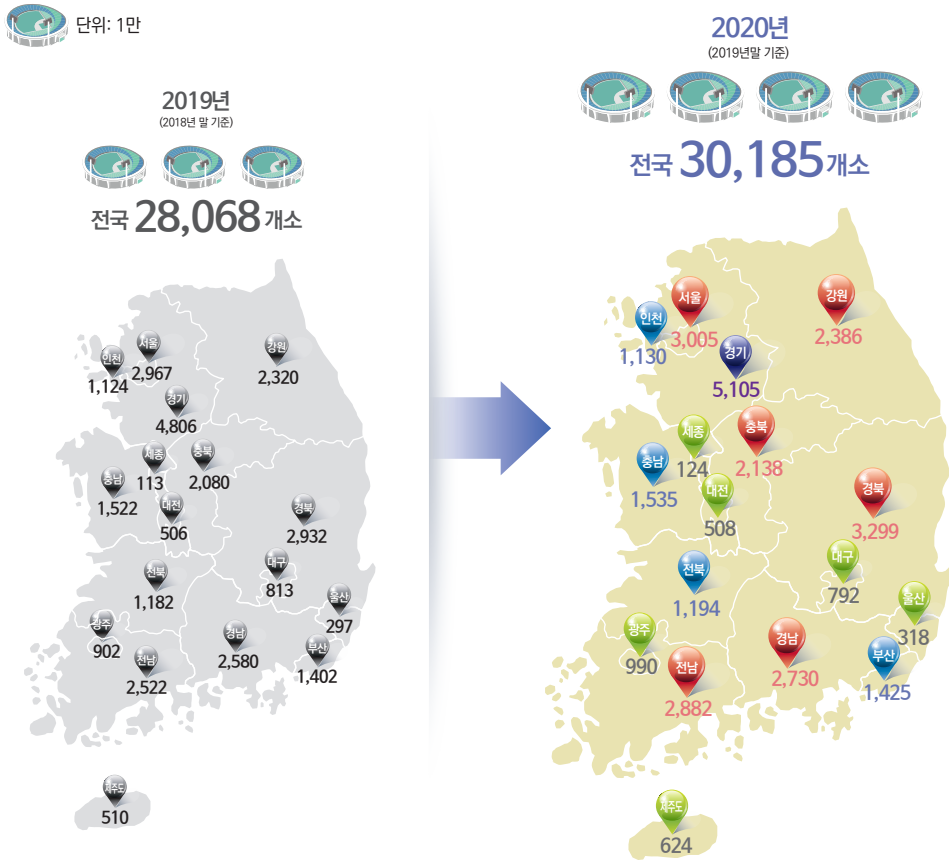 단위: 1만
2019년
(2018년 말 기준)
전국 28,068 개소
인천
1,124
서울
2,967
강원
2,320
경기
4,806
세종
113
충북
2,080
충남
1,522
대전
506
경북
2,932
전북
1,182
대구
813
울산
297
광주
902
전남
2,522
경남
2,580
부산
1,402
제주도
510
2020년
(2019년말 기준)
전국 30,185 개소
서울
3,005
인천
1,130
강원
2,386
경기
5,105
세종
124
충북
2,138
충남
1,535
대전
508
경북
3,299
전북
1,194
대구
792
울산
318
광주
990
전남
2,882
경남
2,730
부산
1,425
제주도
624